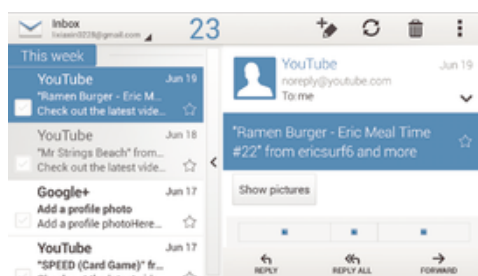 Inbox
23
This week
YouTube Jun 19
"Ramen Burger - Eric M...
Check out the latest vide...
YouTube Jun 18
"Mr Strings Beach" from...
Check out the latest vide...
Google+ Jun 17
Add a profile photo
Add a profile photoHere...
YouTube Jun 17
"SPEED (Card Game)" fr...
YouTube Jun 19
noreply@youtube.com
To: me
"Ramen Burger - Eric Meal Time
#22" from ericsurf6 and more
Show pictures
REPLY
REPLY ALL
FORWARD